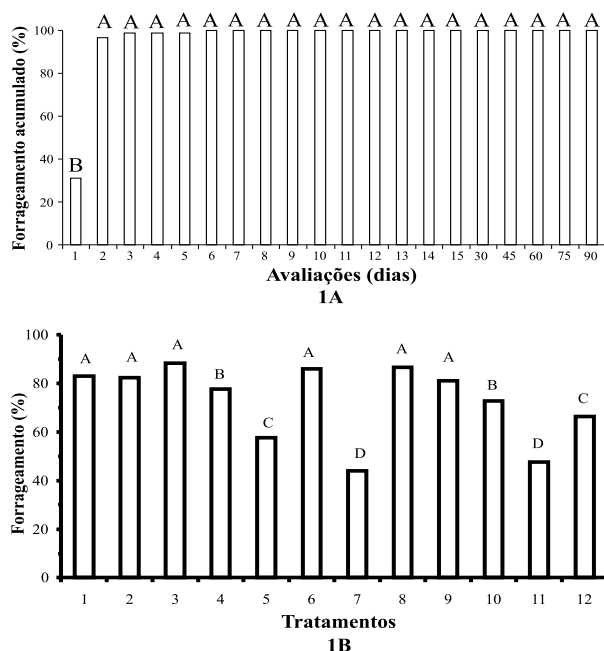 A A A A A A A A A A A A A A A A A A A
100
80
60
40
B
20
0
1 2 3 4 5 6 7 8 9 10 11 12 13 14 15 30 45 60 75 90
Forrageamento acumulado (%)
Avaliações (dias)
1A
100
A A A B C A D A A B D C
80
60
40
20
0
1 2 3 4 5 6 7 8 9 10 11 12
Forrageamento (%)
Tratamentos
1B